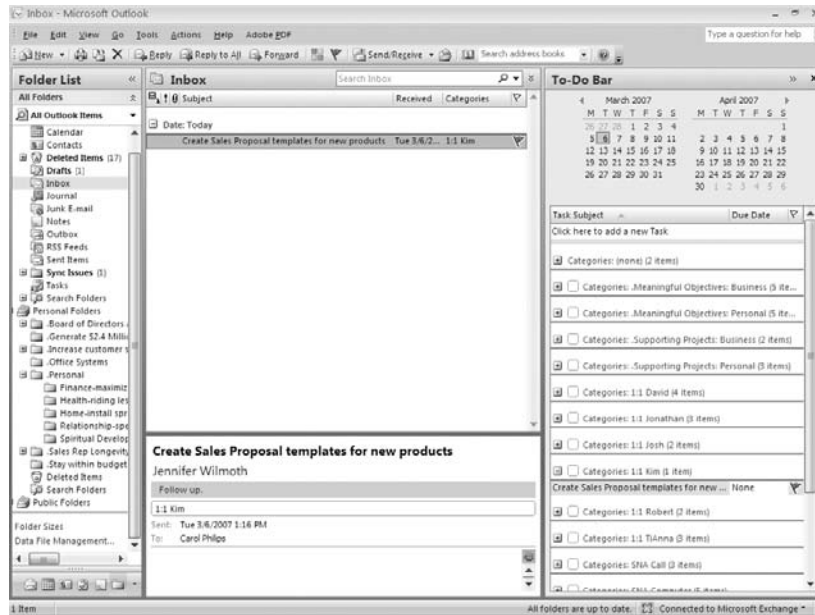 Inbox - Microsoft Outlook
File Edit View Go Tools Actions Help Adobe PDF
Type a question for help
New Reply Reply to All Forward Send/Receive Search address books
Folder List
All Folders
All Outlook Items
Calendar
Contacts
Deleted Items (17)
Drafts (1)
Inbox
Journal
Junk E-mail
Notes
Outbox
RSS Feeds
Sent Items
Sync Issues (1)
Tasks
Search Folders
Personal Folders
.Board of Directors
.Generate $2.4 Milli
.Increase customer s
.Office Systems
.Personal
Finance-maximiz
Health-riding les
Home-install spr
Relationship-spe
Spiritual Develop
.Sales Rep Longevity
.Stay within budget
Deleted Items
Search Folders
Public Folders
Folder Sizes
Data File Management...
1 Item
Inbox
Search Inbox
Subject Received Categories
Date: Today
Create Sales Proposal templates for new products Tue 3/6/2... 1:1 Kim
Create Sales Proposal templates for new products
Jennifer Wilmoth
Follow up.
1:1 Kim
Sent: Tue 3/6/2007 1:16 PM
To: Carol Philips
To-Do Bar
March 2007
M T W T F S S
26 27 28 1 2 3 4
5 6 7 8 9 10 11
12 13 14 15 16 17 18
19 20 21 22 23 24 25
26 27 28 29 30 31
April 2007
M T W T F S S
1
2 3 4 5 6 7 8
9 10 11 12 13 14 15
16 17 18 19 20 21 22
23 24 25 26 27 28 29
30 1 2 3 4 5 6
Task Subject Due Date
Click here to add a new Task
Categories: (none) (2 items)
Categories: .Meaningful Objectives: Business (5 ite...
Categories: .Meaningful Objectives: Personal (5 ite...
Categories: .Supporting Projects: Business (2 items)
Categories: .Supporting Projects: Personal (3 items)
Categories: 1:1 David (4 items)
Categories: 1:1 Jonathan (3 items)
Categories: 1:1 Josh (2 items)
Categories: 1:1 Kim (1 item)
Create Sales Proposal templates for new ... None
Categories: 1:1 Robert (2 items)
Categories: 1:1 TiAnna (3 items)
Categories: SNA Call (3 items)
Categories: SNA Computer (5 items)
All folders are up to date. Connected to Microsoft Exchange